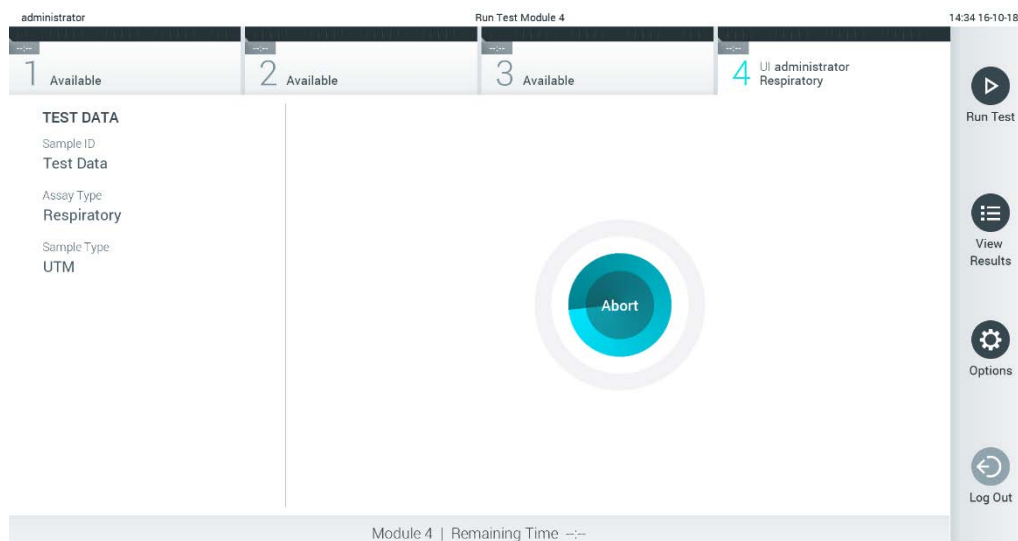 administrator
Run Test Module 4
14:34 16-10-18
--:--
--:--
--:--
--:--
1 Available
2 Available
3 Available
4 UI administrator
Respiratory
Run Test
TEST DATA
Sample ID
Test Data
Assay Type
Respiratory
Sample Type
UTM
Abort
View
Results
Options
Log Out
Module 4 | Remaining Time --:--